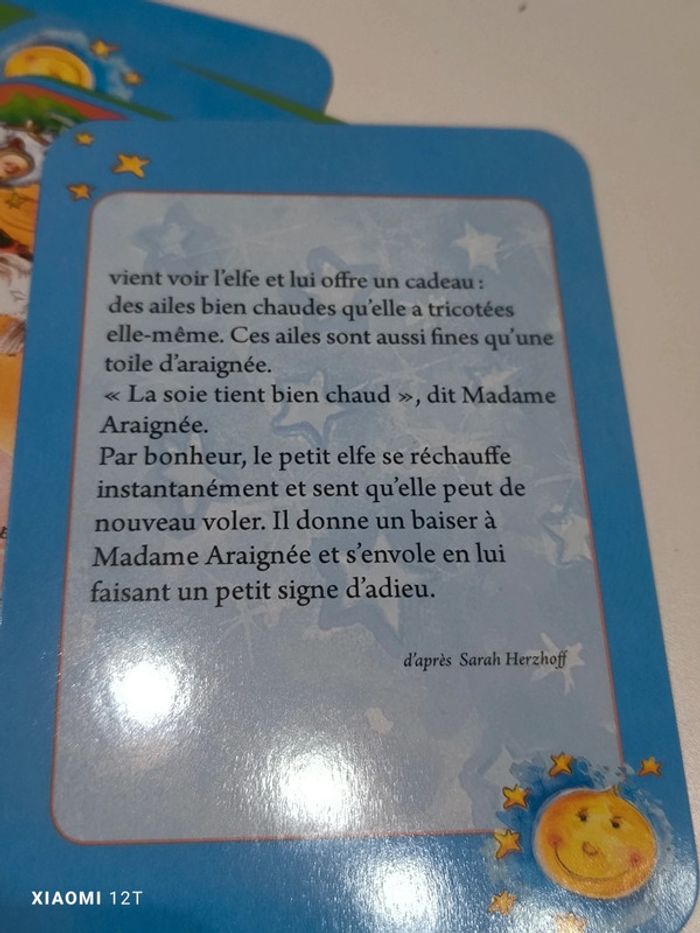 vient voir l'elfe et lui offre un cadeau :
des ailes bien chaudes qu'elle a tricotées
elle-même. Ces ailes sont aussi fines qu'une
toile d'araignée.
« La soie tient bien chaud », dit Madame
Araignée.
Par bonheur, le petit elfe se réchauffe
instantanément et sent qu'elle peut de
nouveau voler. Il donne un baiser à
Madame Araignée et s'envole en lui
faisant un petit signe d'adieu.
d'après Sarah Herzhoff
XIAOMI 12T